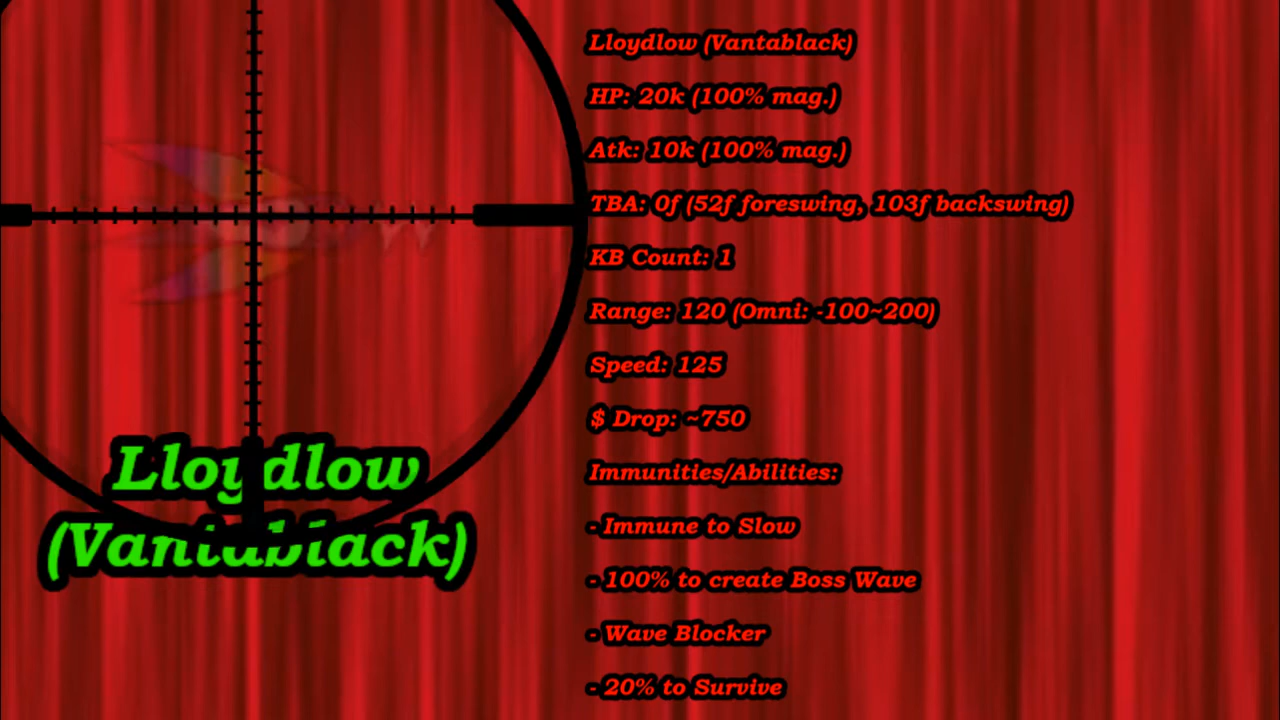 Lloydlow (Vantablack)
HP: 20k (100% mag.)
Atk: 10k (100% mag.)
TBA: 0f (52f foreswing, 103f backswing)
KB Count: 1
Range: 120 (Omni: -100~200)
Speed: 125
$ Drop: ~750
Immunities/Abilities:
- Immune to Slow
- 100% to create Boss Wave
- Wave Blocker
- 20% to Survive
Lloydlow
(Vantablack)